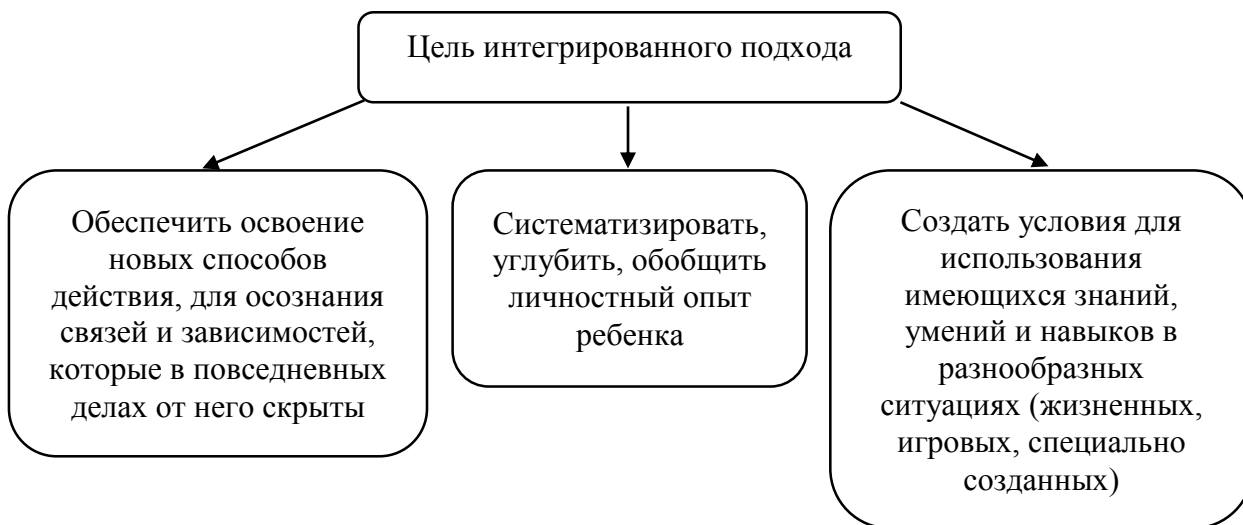 Цель интегрированного подхода
Обеспечить освоение
новых способов
действия, для осознания
связей и зависимостей,
которые в повседневных
делах от него скрыты
Систематизировать,
углубить, обобщить
личностный опыт
ребенка
Создать условия для
использования
имеющихся знаний,
умений и навыков в
разнообразных
ситуациях (жизненных,
игровых, специально
созданных)